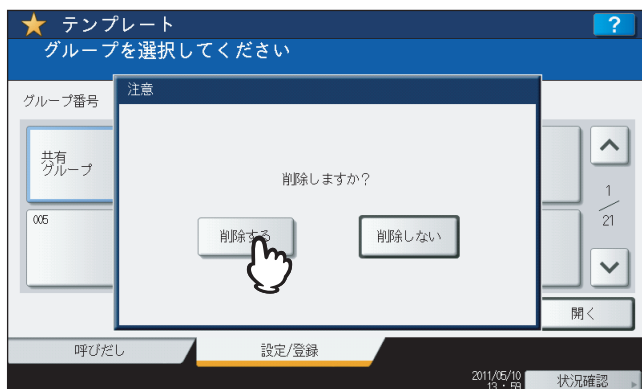 テンプレート
?
グループを選択してください
注意
グループ番号
共有
グループ
削除しますか?
1
21
005
削除する
削除しない
開く
呼びだし
設定/登録
2011/05/10
13:59
状況確認